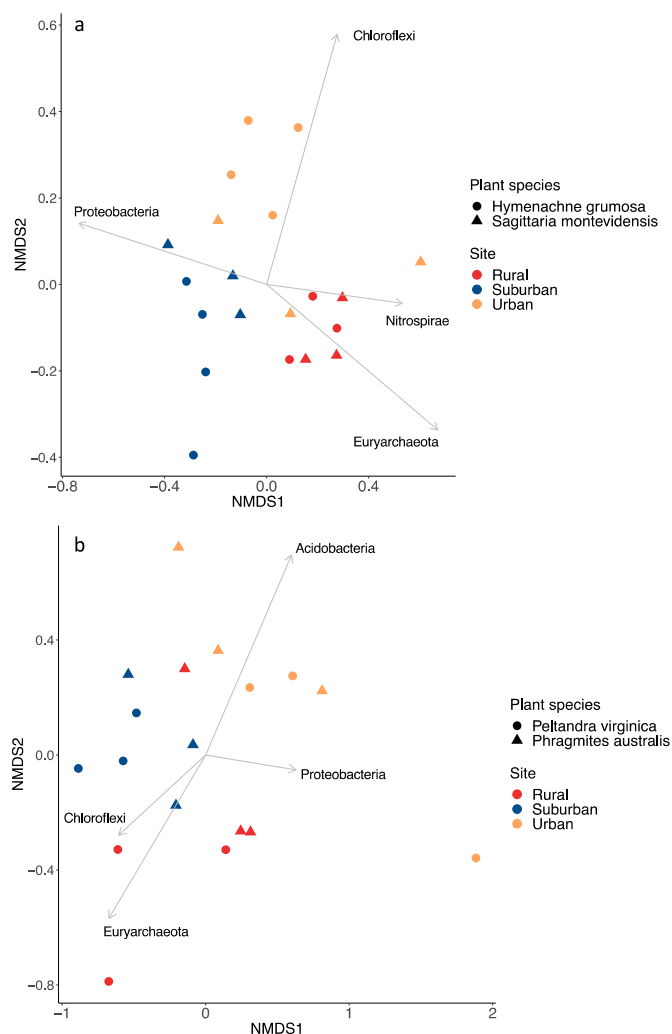 a
0.6
0.4
0.2
0.0
−0.2
−0.4
NMDS2
Chloroflexi
Proteobacteria
Nitrospirae
Euryarchaeota
−0.8
−0.4
0.0
0.4
NMDS1
Plant species
Hymenachne grumosa
Sagittaria montevidensis
Site
Rural
Suburban
Urban
b
0.4
0.0
−0.4
−0.8
NMDS2
Acidobacteria
Proteobacteria
Chloroflexi
Euryarchaeota
−1
0
1
2
NMDS1
Plant species
Peltandra virginica
Phragmites australis
Site
Rural
Suburban
Urban